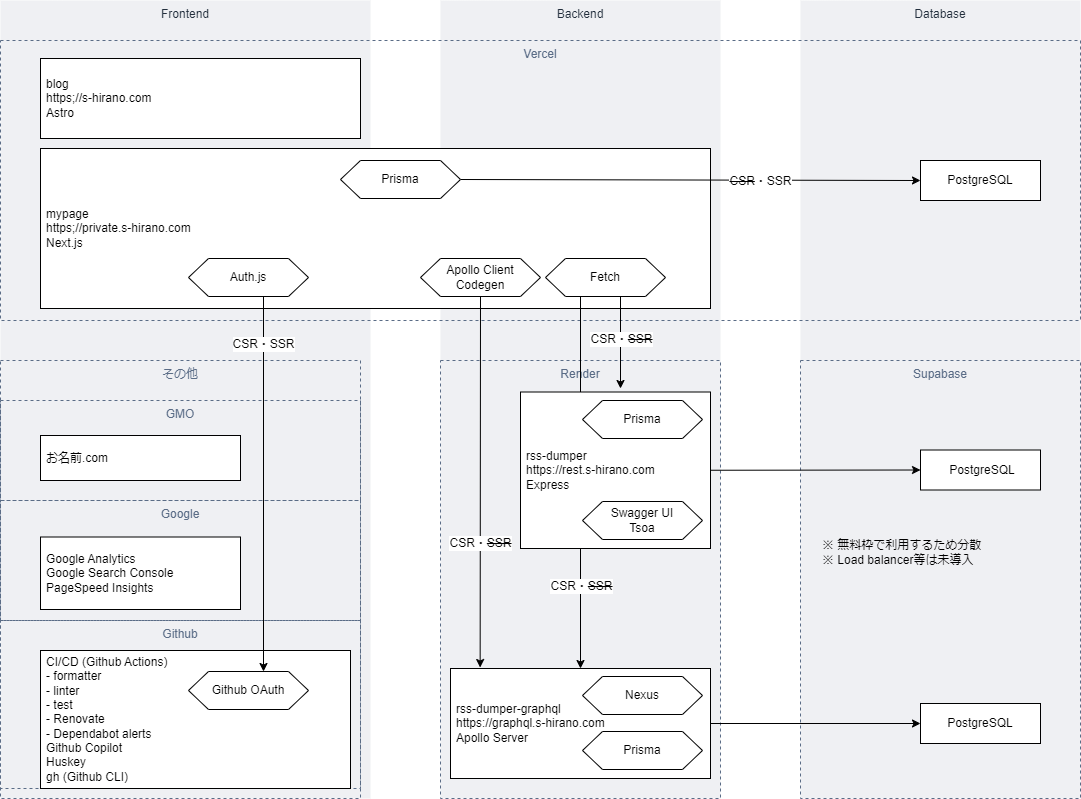 Frontend
Backend
Database
Vercel
blog
https;//s-hirano.com
Astro
Prisma
CSR・SSR
PostgreSQL
mypage
https;//private.s-hirano.com
Next.js
Auth.js
Apollo Client
Codegen
Fetch
CSR・SSR
CSR・SSR
その他
Render
Supabase
GMO
お名前.com
Prisma
rss-dumper
https://rest.s-hirano.com
Express
Swagger UI
Tsoa
PostgreSQL
Google
Google Analytics
Google Search Console
PageSpeed Insights
CSR・SSR
※ 無料枠で利用するため分散
※ Load balancer等は未導入
CSR・SSR
Github
CI/CD (Github Actions)
- formatter
- linter
- test
- Renovate
- Dependabot alerts
Github Copilot
Huskey
gh (Github CLI)
Github OAuth
Nexus
rss-dumper-graphql
https://graphql.s-hirano.com
Apollo Server
Prisma
PostgreSQL